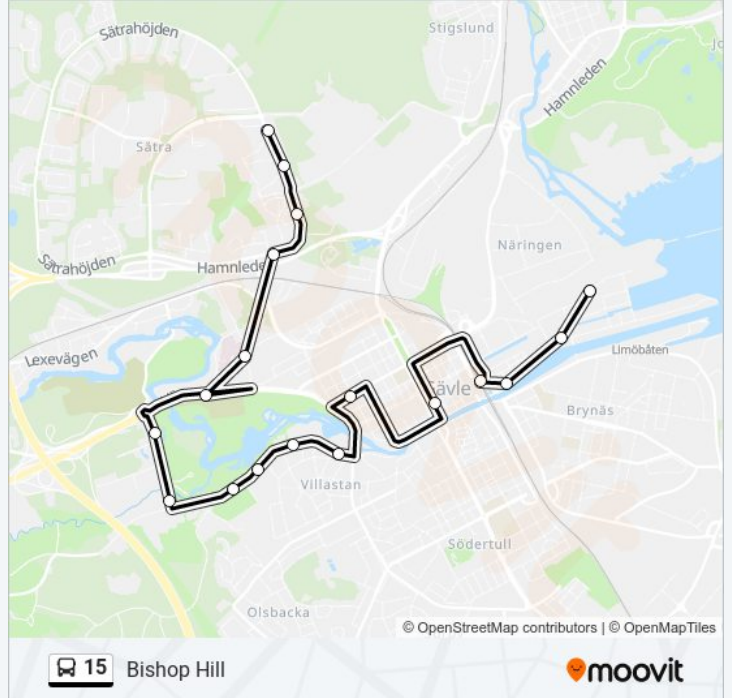 Sätrahöjden
Stigslund
Hamnleden
Sätra
Näringen
Sätrahöjden
Hamnlede
Lexevägen
Limöbåten
ävle
Brynäs
Villastan
Södertull
Olsbacka
© OpenStreetMap contributors | © OpenMapTiles
15 Bishop Hill
moovit